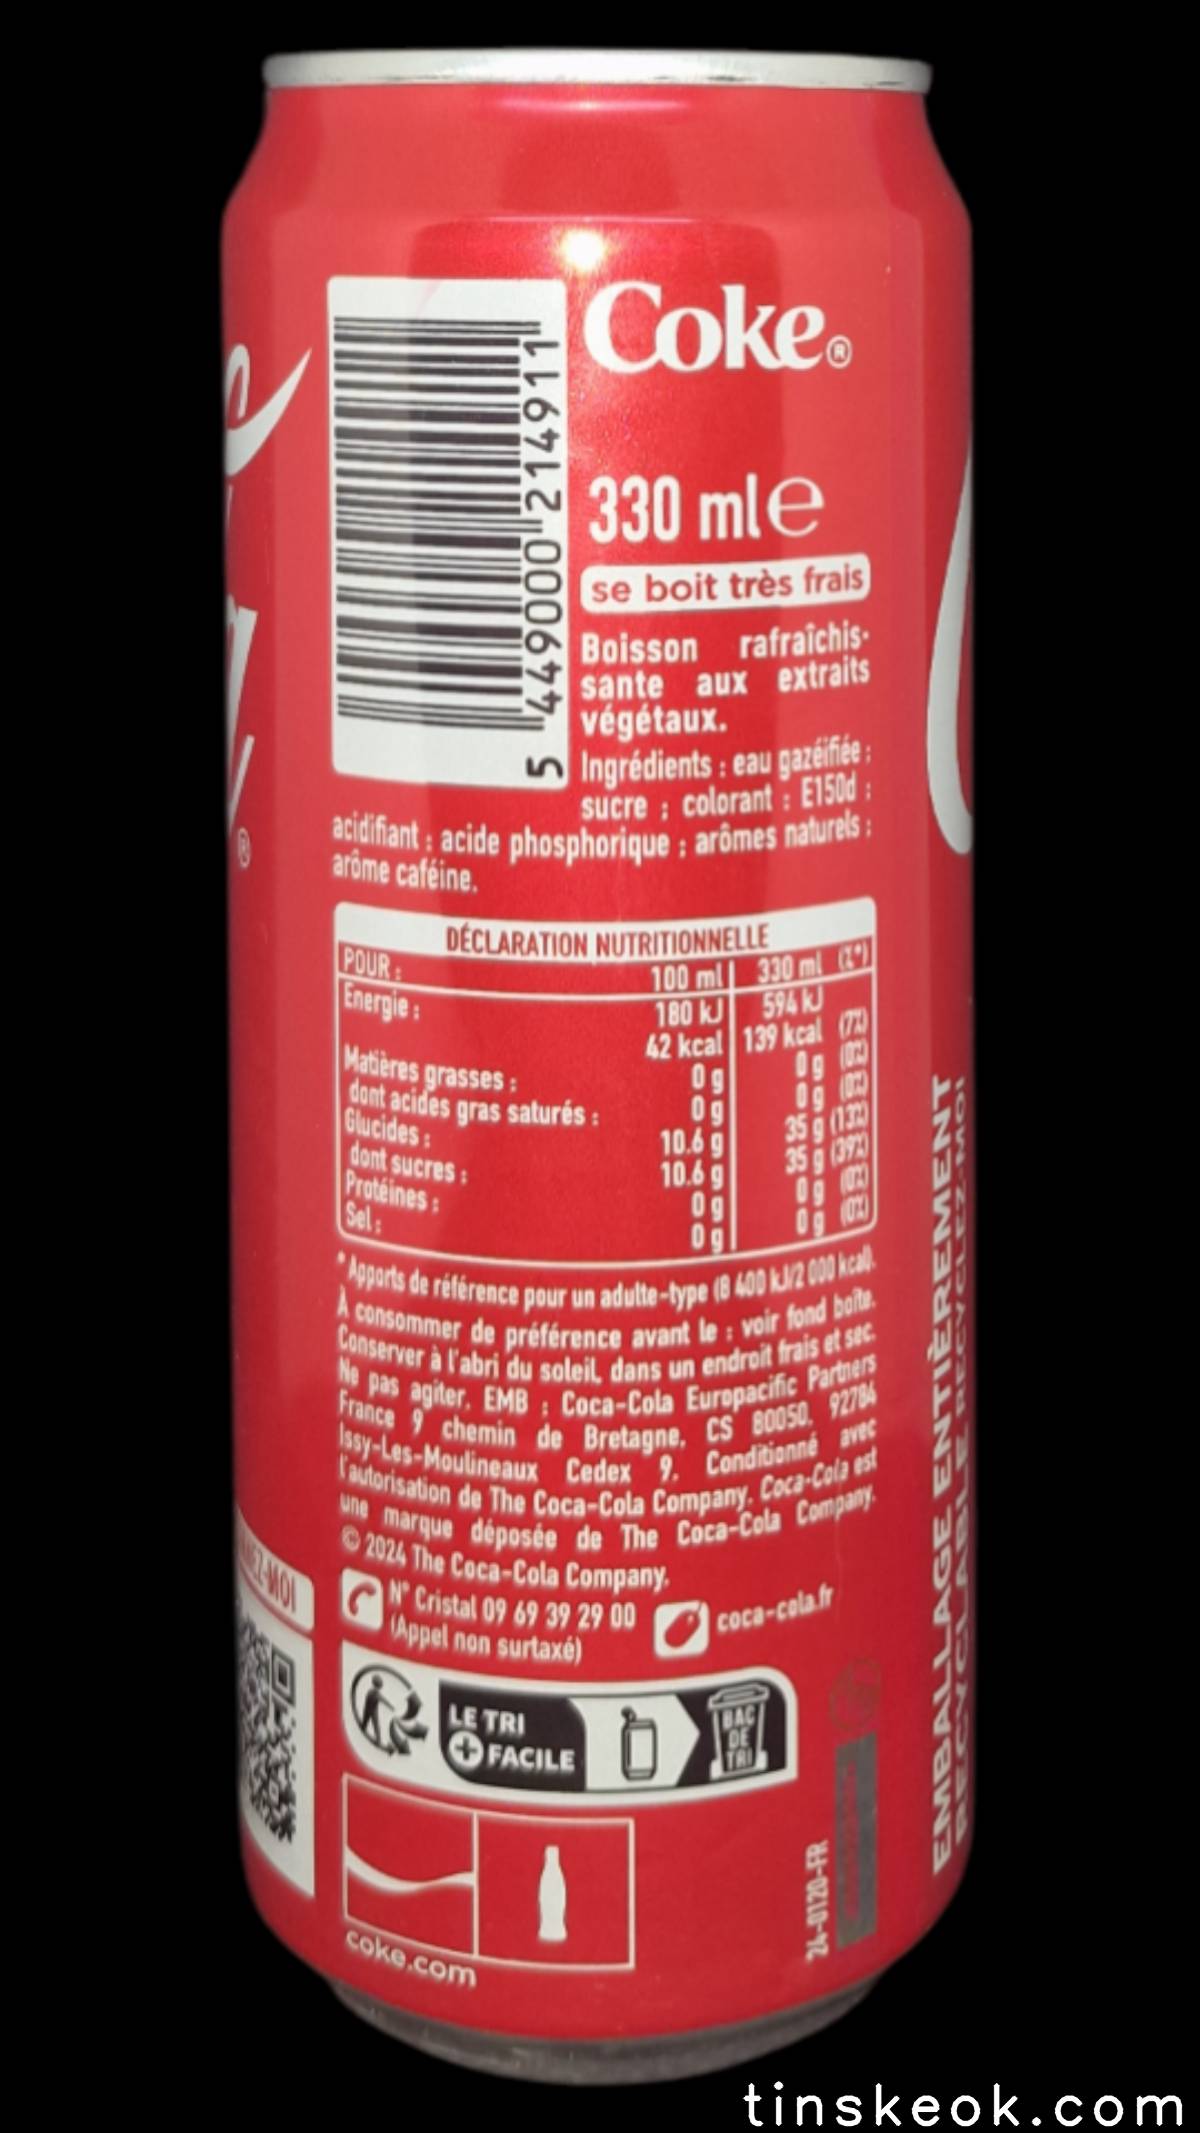 Coke®
5 449000 214911
330 ml e
se boit très frais
Boisson rafraîchis-
sante aux extraits
végétaux.
Ingrédients : eau gazéifiée ;
sucre ; colorant : E150d ;
acidifiant : acide phosphorique ; arômes naturels ;
arôme caféine.
DÉCLARATION NUTRITIONNELLE
POUR : 100 ml 330 ml (%*)
Energie : 180 kJ 594 kJ
42 kcal 139 kcal (7%)
Matières grasses : 0 g 0 g (0%)
dont acides gras saturés : 0 g 0 g (0%)
Glucides : 10.6 g 35 g (13%)
dont sucres : 10.6 g 35 g (39%)
Protéines : 0 g 0 g (0%)
Sel : 0 g 0 g (0%)
* Apports de référence pour un adulte-type (8 400 kJ/2 000 kcal).
À consommer de préférence avant le : voir fond boîte.
Conserver à l'abri du soleil, dans un endroit frais et sec.
Ne pas agiter. EMB : Coca-Cola Europacific Partners
France 9 chemin de Bretagne, CS 80050, 92784
Issy-Les-Moulineaux Cedex 9. Conditionné avec
l'autorisation de The Coca-Cola Company. Coca-Cola est
une marque déposée de The Coca-Cola Company.
© 2024 The Coca-Cola Company.
N° Cristal 09 69 39 29 00
(Appel non surtaxé)
coca-cola.fr
LE TRI
+ FACILE
BAC
DE
TRI
coke.com
24-0120-FR
EMBALLAGE ENTIÈREMENT
RECYCLABLE RECYCLEZ-MOI
tinskeok.com